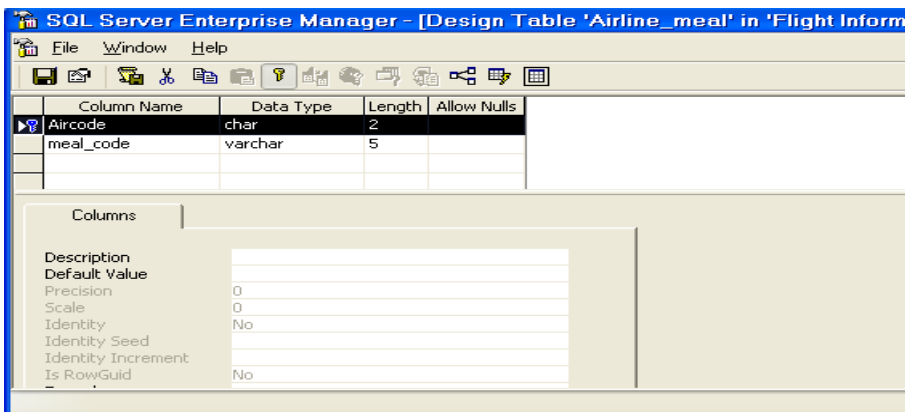 SQL Server Enterprise Manager - [Design Table 'Airline_meal' in 'Flight Inform
File Window Help
Column Name Data Type Length Allow Nulls
Aircode char 2
meal_code varchar 5
Columns
Description
Default Value
Precision 0
Scale 0
Identity No
Identity Seed
Identity Increment
Is RowGuid No